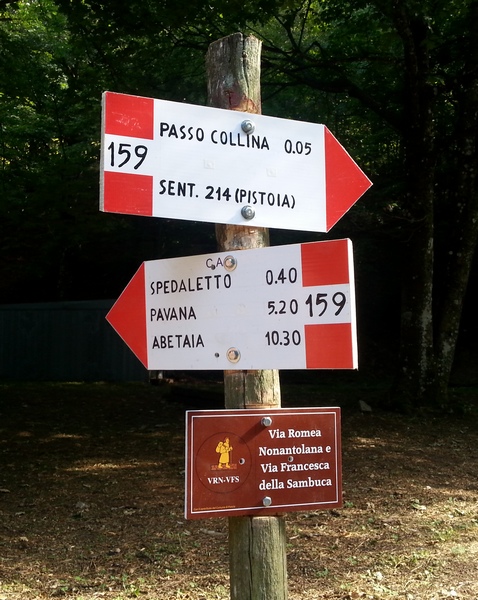 PASSO COLLINA 0.05
159
SENT. 214 (PISTOIA)
C.A
SPEDALETTO 0.40
PAVANA 5.20 159
ABETAIA 10.30
Via Romea
Nonantolana e
Via Francesca
della Sambuca
VRN-VFS